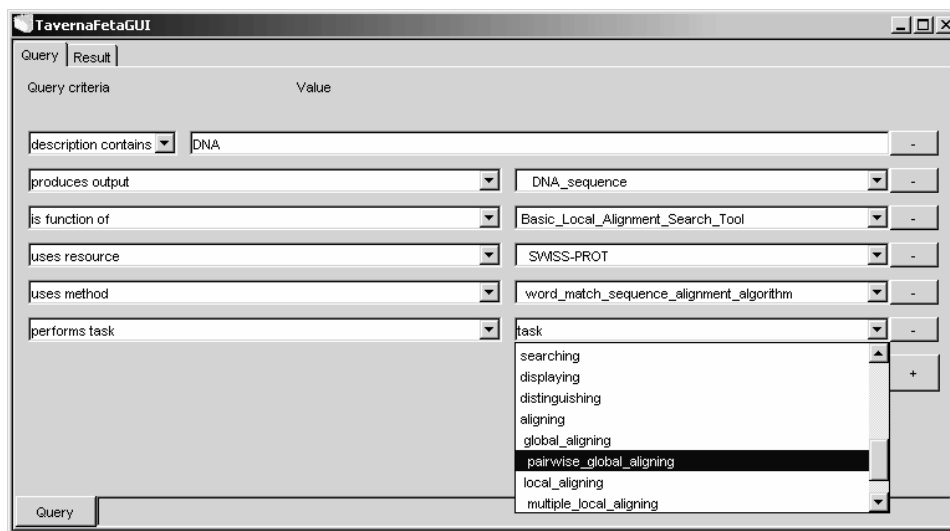 TavernaFetaGUI
Query Result
Query criteria Value
description contains DNA -
produces output DNA_sequence -
is function of Basic_Local_Alignment_Search_Tool -
uses resource SWISS-PROT -
uses method word_match_sequence_alignment_algorithm -
performs task task -
searching
displaying
+
distinguishing
aligning
global_aligning
pairwise_global_aligning
local_aligning
multiple_local_aligning
Query